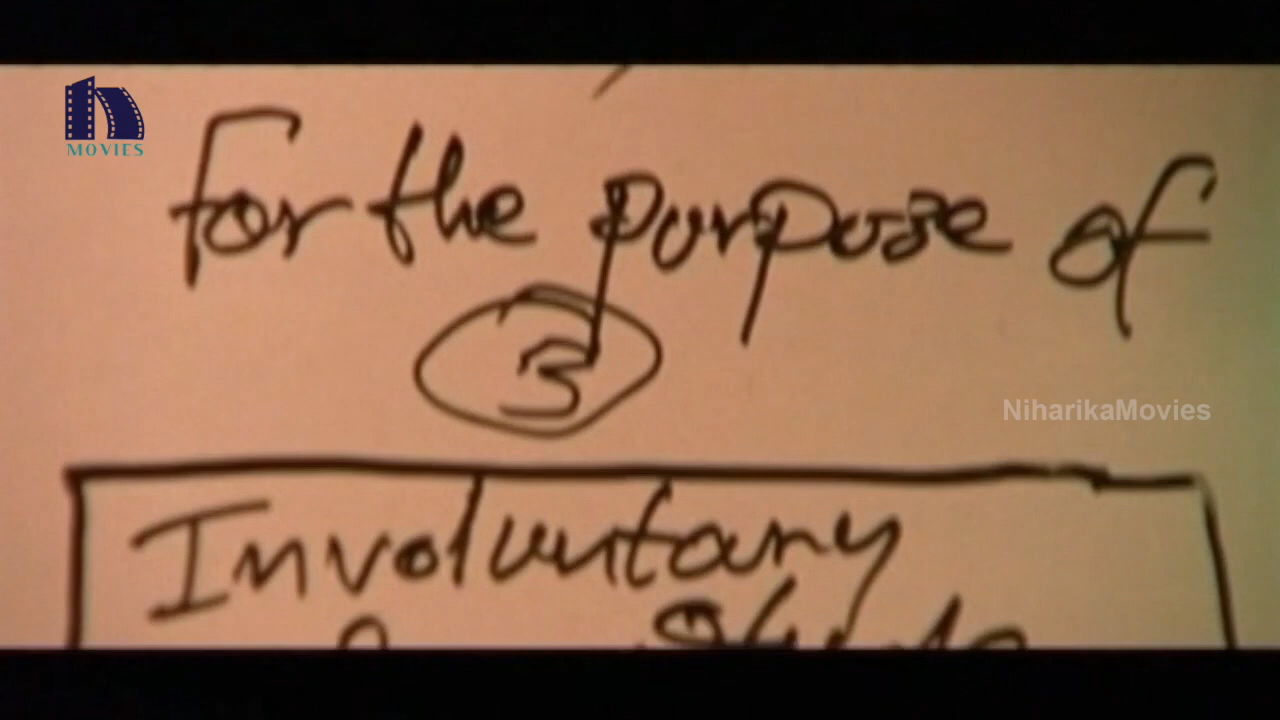 MOVIES
For the purpose of
3
NiharikaMovies
Involuntary